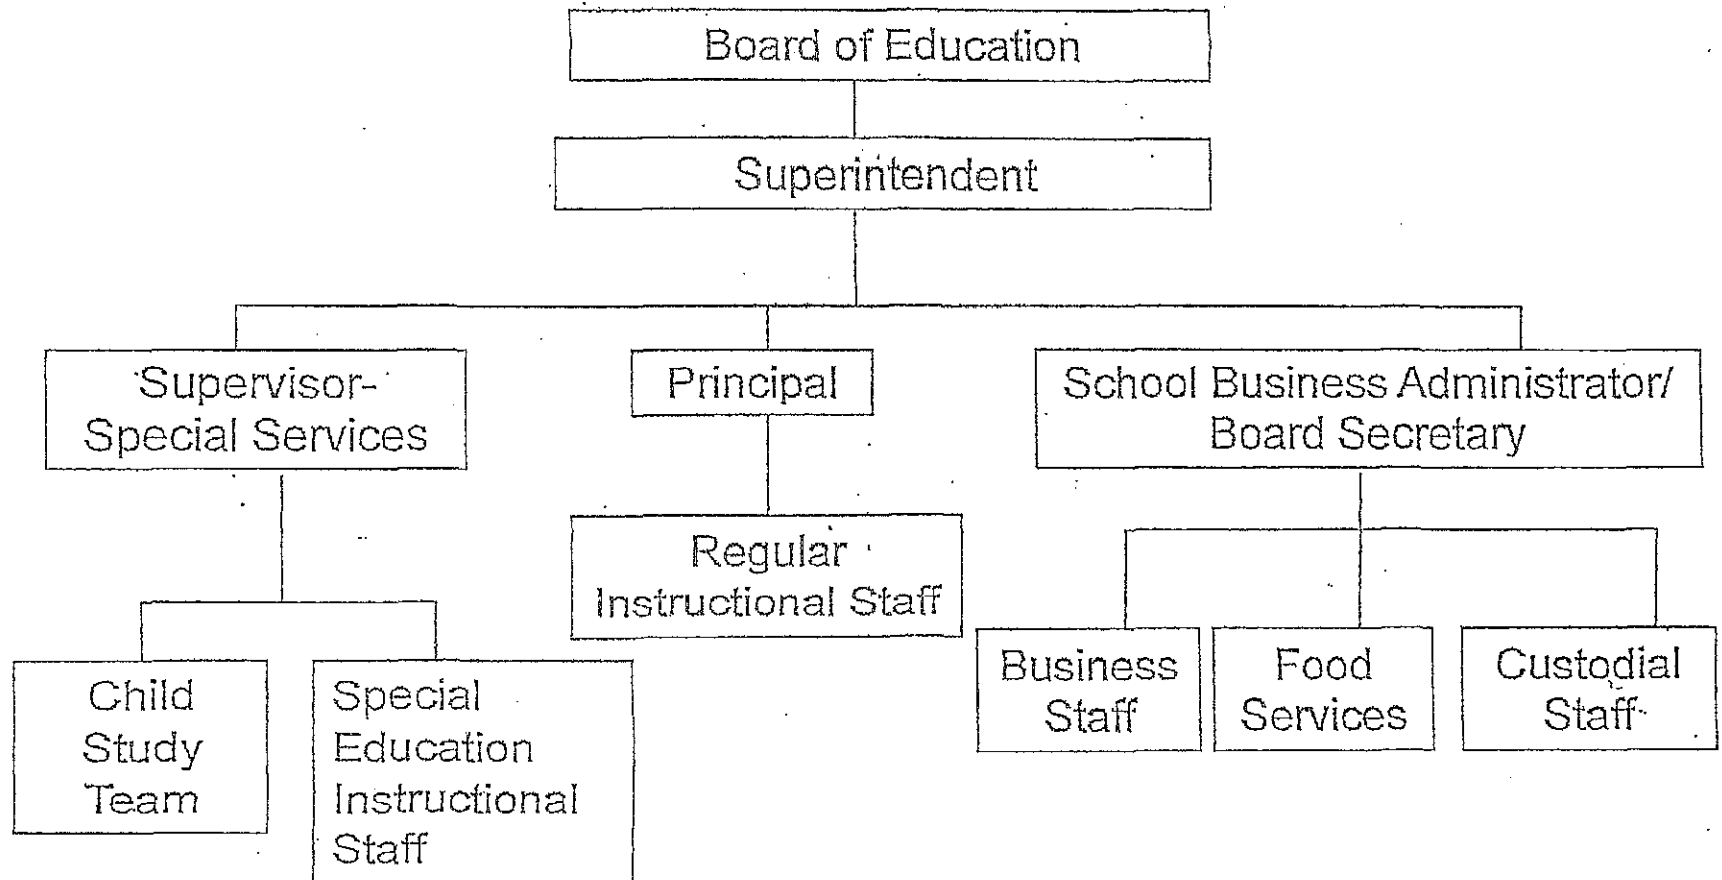 Board of Education
Superintendent
Supervisor-
Special Services
Principal
School Business Administrator/
Board Secretary
Regular
Instructional Staff
Child
Study
Team
Special
Education
Instructional
Staff
Business
Staff
Food
Services
Custodial
Staff